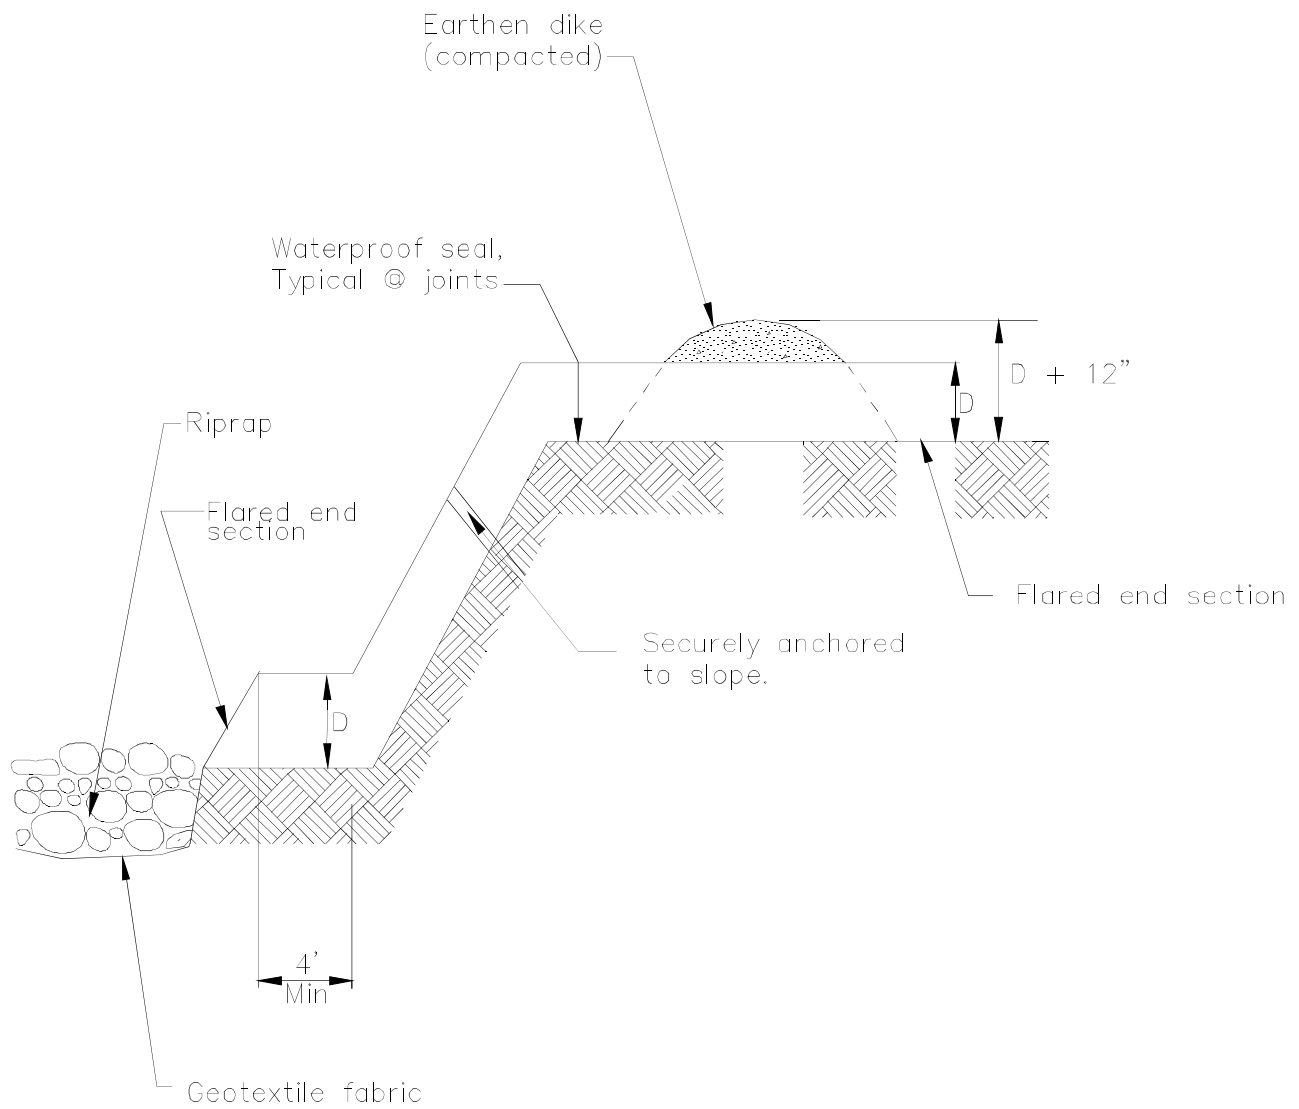 Earthen dike
(compacted)
Waterproof seal,
Typical @ joints
D + 12”
D
Riprap
Flared end
section
Flared end section
Securely anchored
to slope.
D
4’
Min
Geotextile fabric